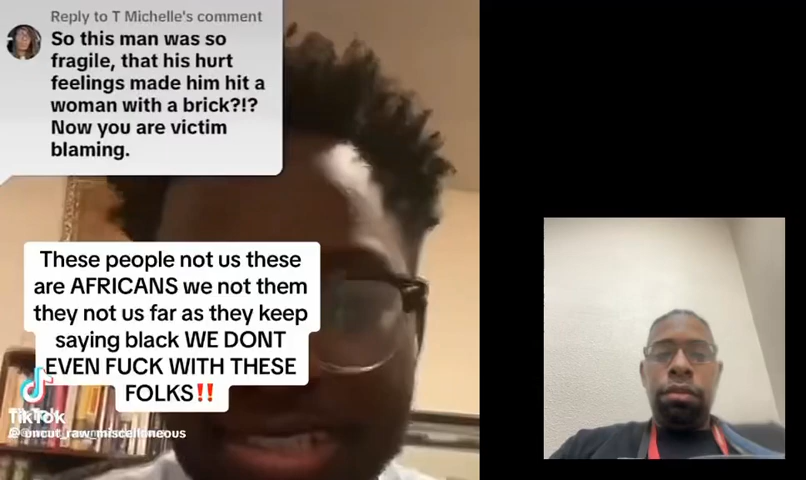 Reply to T Michelle's comment
So this man was so
fragile, that his hurt
feelings made him hit a
woman with a brick?!?
Now you are victim
blaming.
These people not us these
are AFRICANS we not them
they not us far as they keep
saying black WE DONT
EVEN FUCK WITH THESE
FOLKS‼️
TikTok
@uncut_raw_miscelloneous